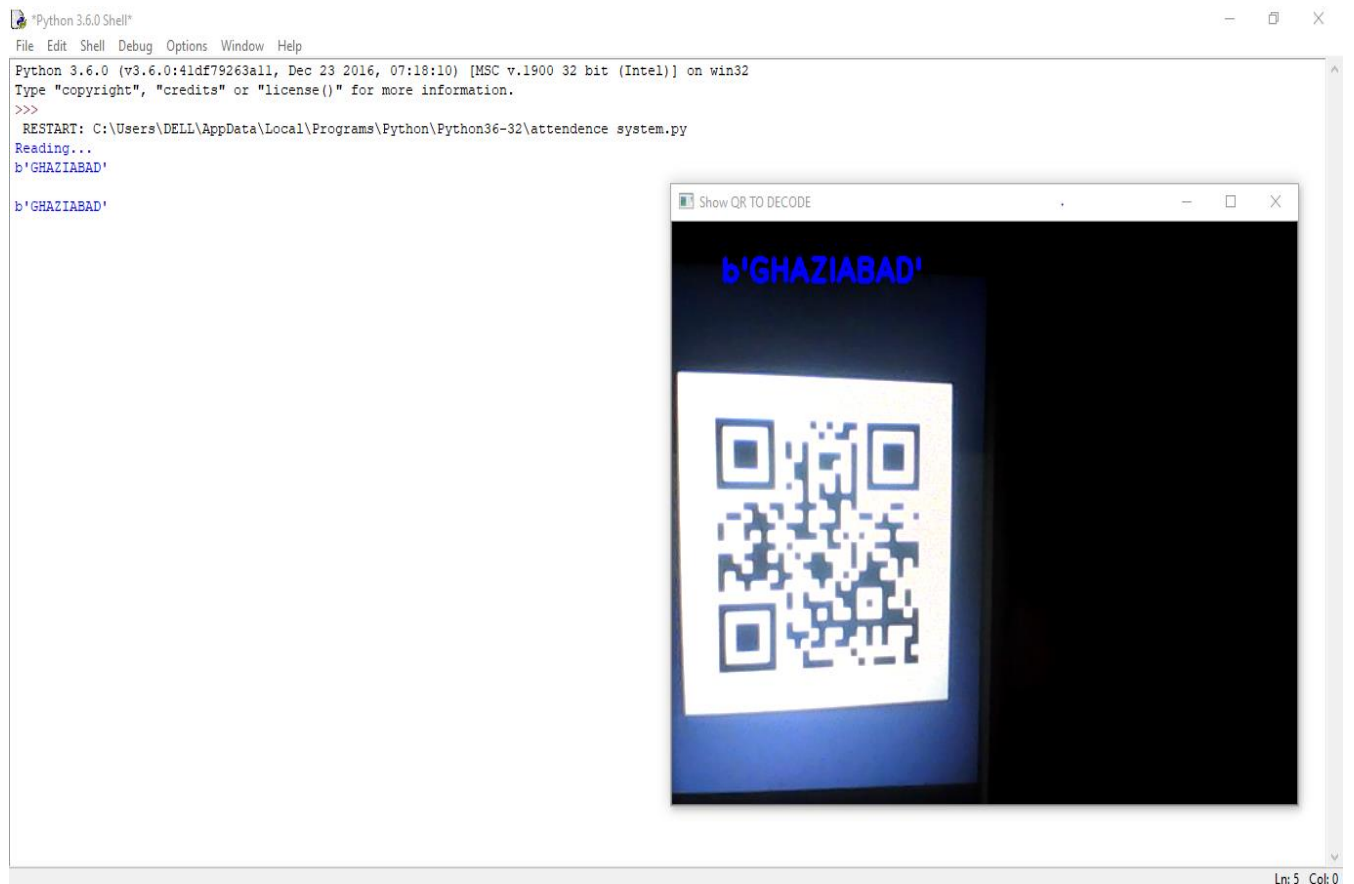 *Python 3.6.0 Shell*
File Edit Shell Debug Options Window Help
Python 3.6.0 (v3.6.0:41df79263a11, Dec 23 2016, 07:18:10) [MSC v.1900 32 bit (Intel)] on win32
Type "copyright", "credits" or "license()" for more information.
>>>
RESTART: C:\Users\DELL\AppData\Local\Programs\Python\Python36-32\attendence system.py
Reading...
b'GHAZIABAD'
b'GHAZIABAD'
Show QR TO DECODE
b'GHAZIABAD'
Ln: 5 Col: 0